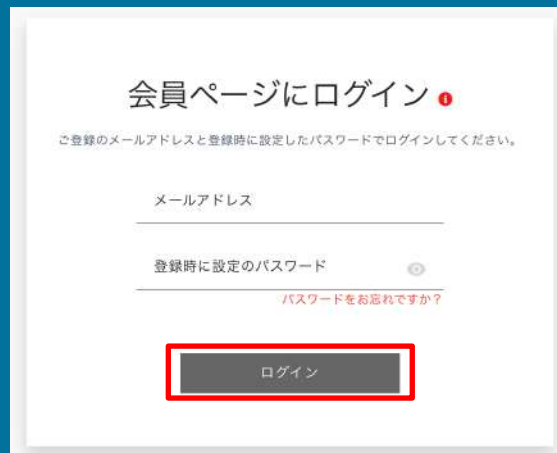 会員ページにログイン
ご登録のメールアドレスと登録時に設定したパスワードでログインしてください。
メールアドレス
登録時に設定のパスワード
パスワードをお忘れですか?
ログイン